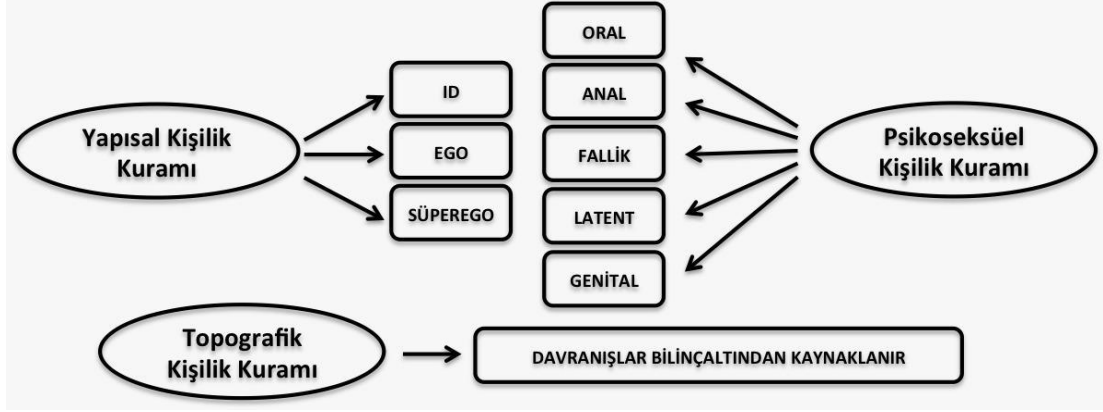 Yapısal Kişilik
Kuramı
ID
EGO
SÜPEREGO
ORAL
ANAL
FALLİK
LATENT
GENİTAL
Psikoseksüel
Kişilik Kuramı
Topografik
Kişilik Kuramı
DAVRANIŞLAR BİLİNÇALTINDAN KAYNAKLANIR